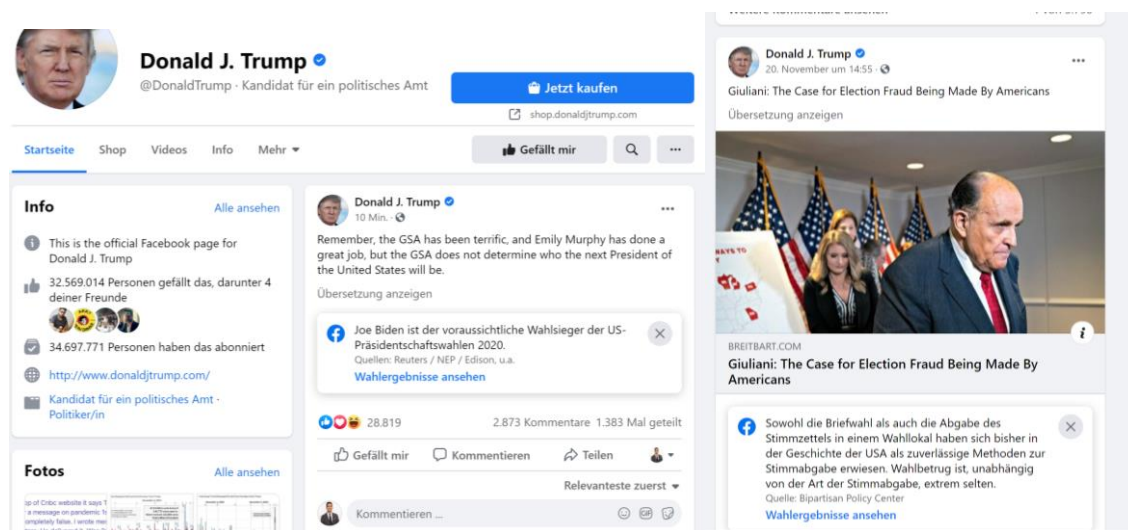 Donald J. Trump
@DonaldTrump · Kandidat für ein politisches Amt
Jetzt kaufen
shop.donaldjtrump.com
Startseite Shop Videos Info Mehr
Gefällt mir
Info Alle ansehen
This is the official Facebook page for
Donald J. Trump
32.569.014 Personen gefällt das, darunter 4
deiner Freunde
34.697.771 Personen haben das abonniert
http://www.donaldjtrump.com/
Kandidat für ein politisches Amt ·
Politiker/in
Fotos Alle ansehen
Donald J. Trump
10 Min. ·
Remember, the GSA has been terrific, and Emily Murphy has done a
great job, but the GSA does not determine who the next President of
the United States will be.
Übersetzung anzeigen
Joe Biden ist der voraussichtliche Wahlsieger der US-
Präsidentschaftswahlen 2020.
Quellen: Reuters / NEP / Edison, u.a.
Wahlergebnisse ansehen
28.819 2.873 Kommentare 1.383 Mal geteilt
Gefällt mir Kommentieren Teilen
Relevanteste zuerst
Kommentieren ...
GIF
Weitere Kommentare ansehen
Donald J. Trump
20. November um 14:55 ·
Giuliani: The Case for Election Fraud Being Made By Americans
Übersetzung anzeigen
BREITBART.COM
Giuliani: The Case for Election Fraud Being Made By
Americans
Sowohl die Briefwahl als auch die Abgabe des
Stimmzettels in einem Wahllokal haben sich bisher in
der Geschichte der USA als zuverlässige Methoden zur
Stimmabgabe erwiesen. Wahlbetrug ist, unabhängig
von der Art der Stimmabgabe, extrem selten.
Quelle: Bipartisan Policy Center
Wahlergebnisse ansehen